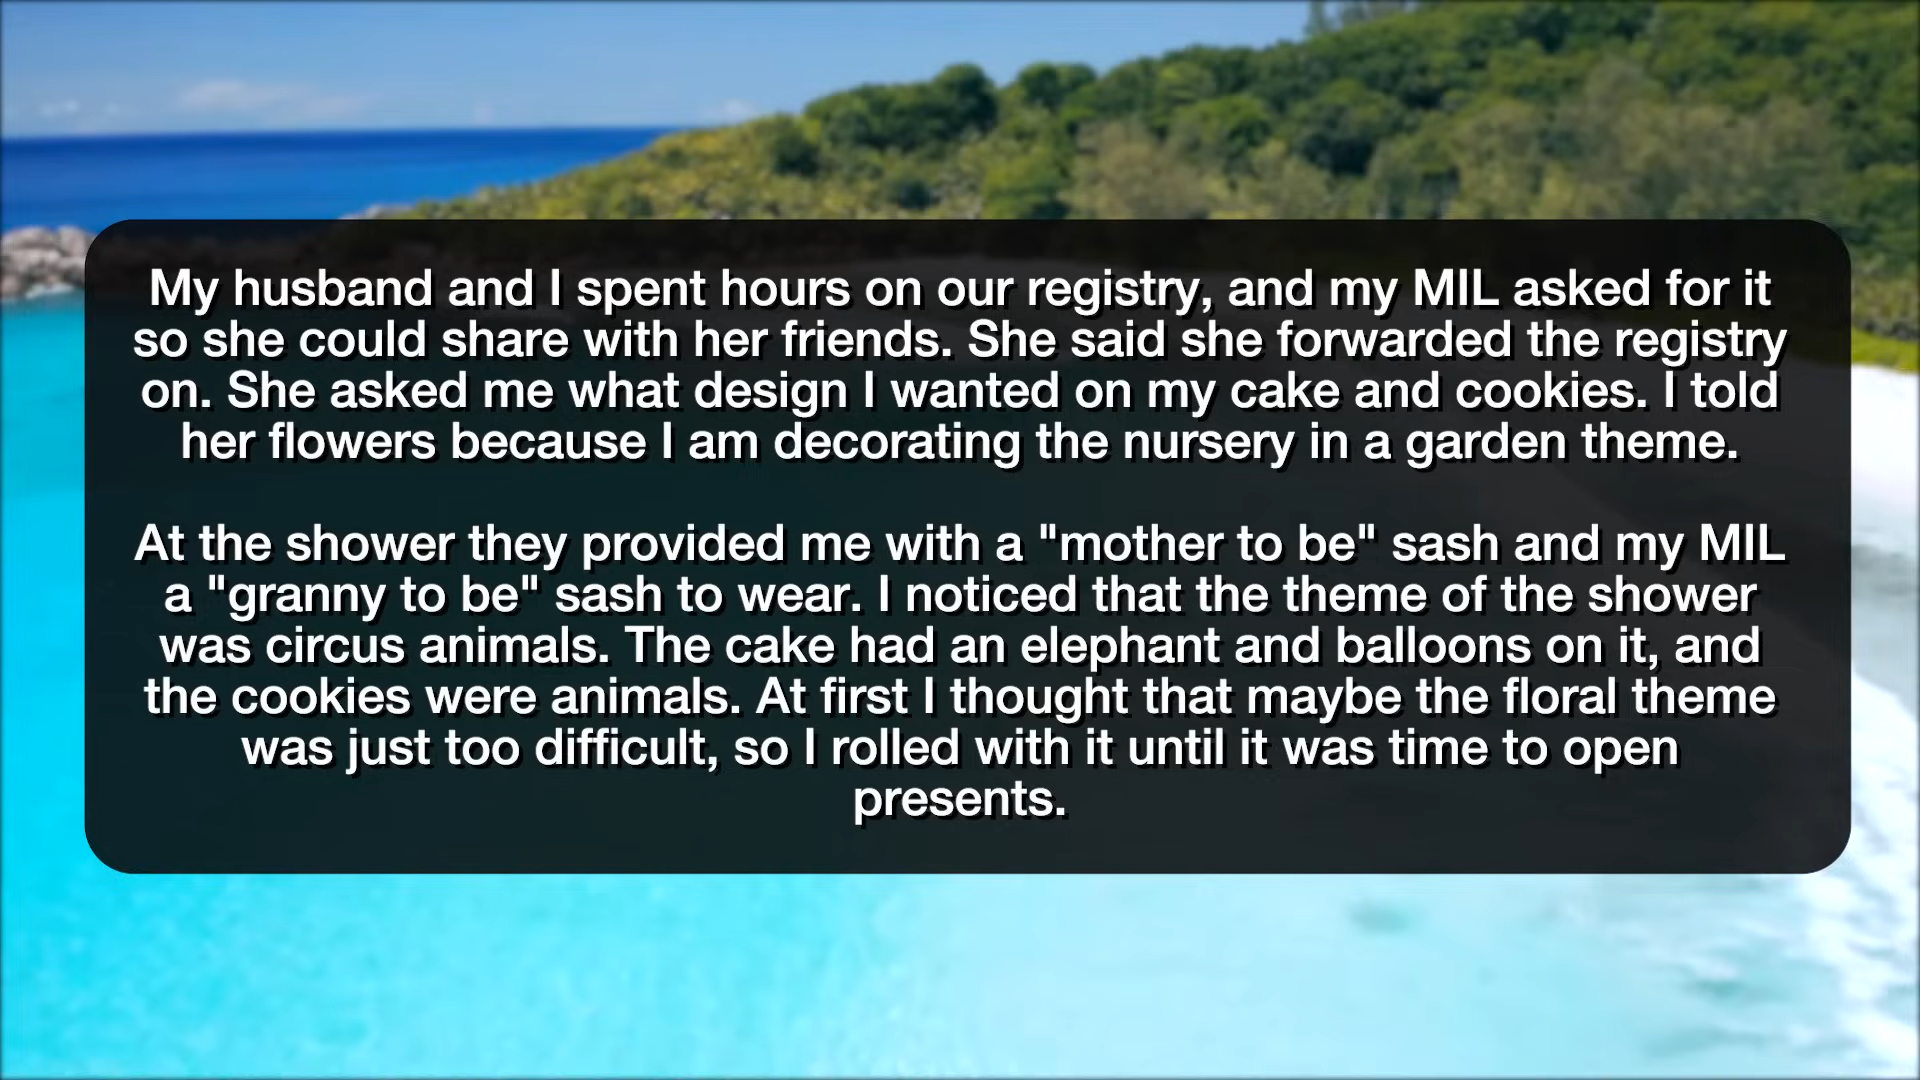 My husband and I spent hours on our registry, and my MIL asked for it
so she could share with her friends. She said she forwarded the registry
on. She asked me what design I wanted on my cake and cookies. I told
her flowers because I am decorating the nursery in a garden theme.
At the shower they provided me with a "mother to be" sash and my MIL
a "granny to be" sash to wear. I noticed that the theme of the shower
was circus animals. The cake had an elephant and balloons on it, and
the cookies were animals. At first I thought that maybe the floral theme
was just too difficult, so I rolled with it until it was time to open
presents.